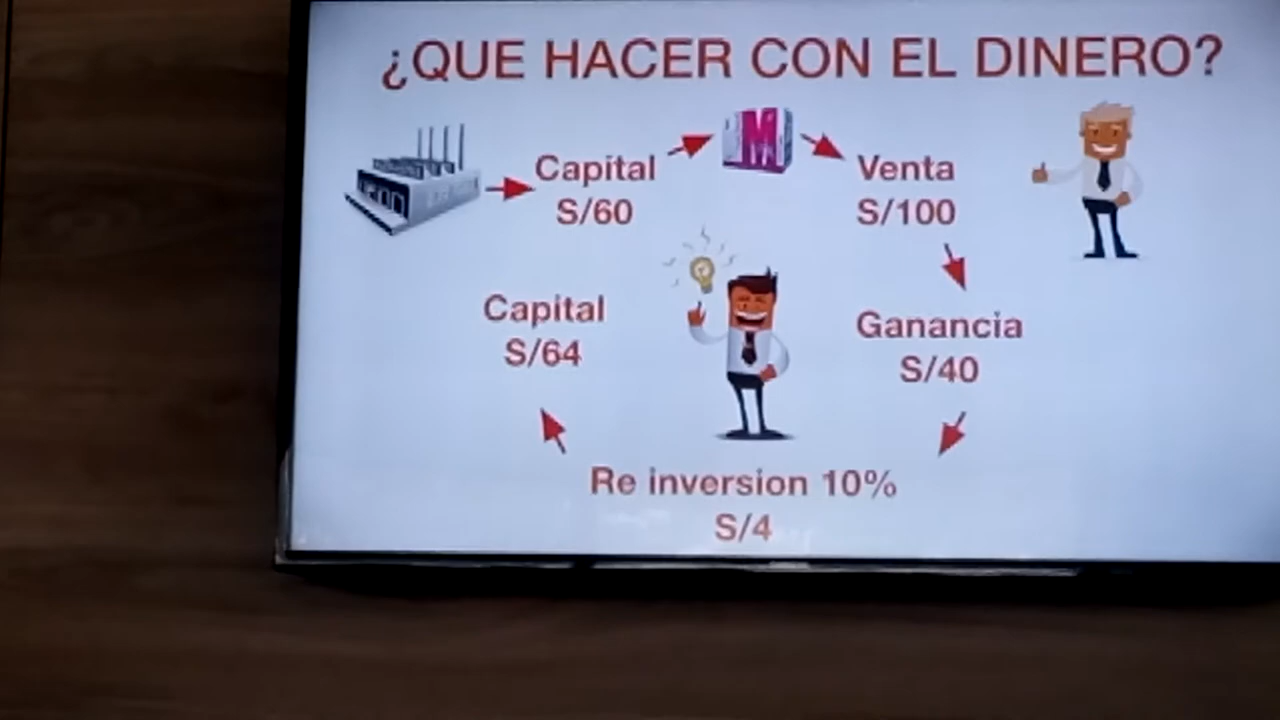 ¿QUE HACER CON EL DINERO?
Capital
S/60
M
Venta
S/100
Capital
S/64
Ganancia
S/40
Re inversion 10%
S/4